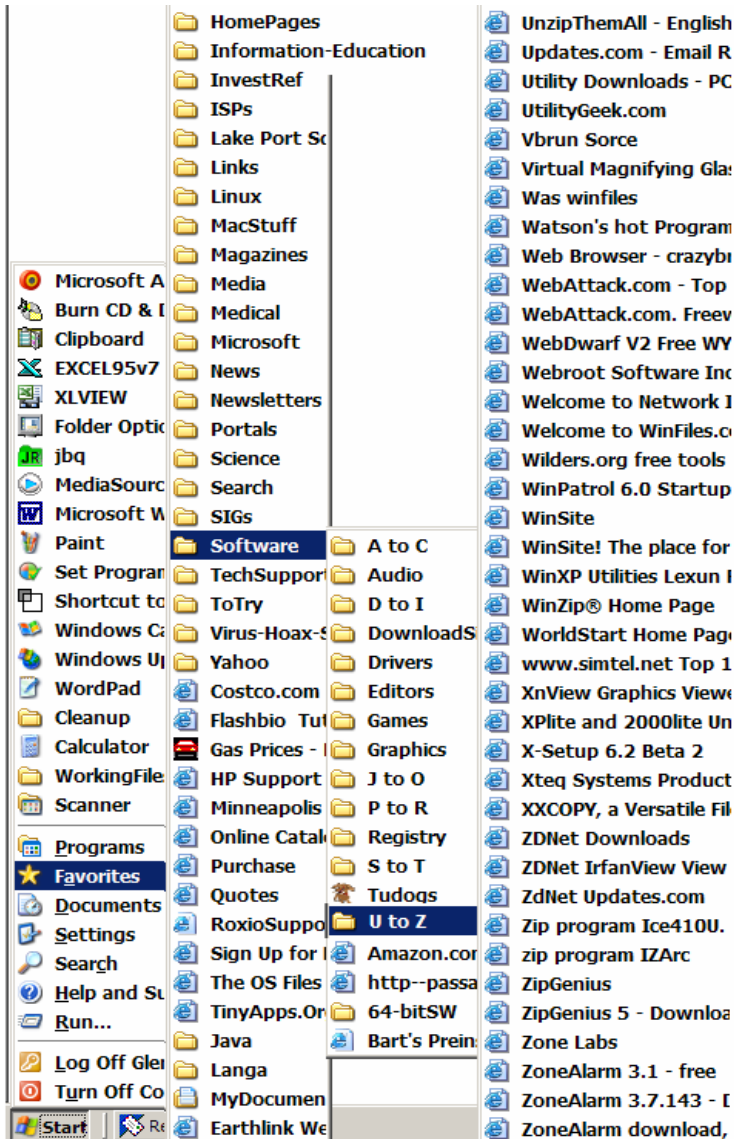 Microsoft A
Burn CD & D
Clipboard
EXCEL95v7
XLVIEW
Folder Optic
JR jbq
MediaSourc
Microsoft W
Paint
Set Program
Shortcut to
Windows Ca
Windows Up
WordPad
Cleanup
Calculator
WorkingFile
Scanner
Programs
Favorites
Documents
Settings
Search
Help and Su
Run...
Log Off Gler
Turn Off Co
Start
Re
HomePages
Information-Education
InvestRef
ISPs
Lake Port Sc
Links
Linux
MacStuff
Magazines
Media
Medical
Microsoft
News
Newsletters
Portals
Science
Search
SIGs
Software
TechSupport
ToTry
Virus-Hoax-S
Yahoo
Costco.com
Flashbio Tut
Gas Prices -
HP Support
Minneapolis
Online Catal
Purchase
Quotes
RoxioSuppo
Sign Up for
The OS Files
TinyApps.Or
Java
Langa
MyDocumen
Earthlink We
A to C
Audio
D to I
DownloadS
Drivers
Editors
Games
Graphics
J to O
P to R
Registry
S to T
Tudogs
U to Z
Amazon.con
http--passa
64-bitSW
Bart's Prein
UnzipThemAll - English
Updates.com - Email R
Utility Downloads - PC
UtilityGeek.com
Vbrun Sorce
Virtual Magnifying Glas
Was winfiles
Watson's hot Program
Web Browser - crazybr
WebAttack.com - Top
WebAttack.com. Freew
WebDwarf V2 Free WY
Webroot Software Inc
Welcome to Network I
Welcome to WinFiles.co
Wilders.org free tools
WinPatrol 6.0 Startup
WinSite
WinSite! The place for
WinXP Utilities Lexun F
WinZip® Home Page
WorldStart Home Page
www.simtel.net Top 1
XnView Graphics Viewe
XPlite and 2000lite Un
X-Setup 6.2 Beta 2
Xteq Systems Product
XXCOPY, a Versatile File
ZDNet Downloads
ZDNet IrfanView View
ZdNet Updates.com
Zip program Ice410U.
zip program IZArc
ZipGenius
ZipGenius 5 - Downloa
Zone Labs
ZoneAlarm 3.1 - free
ZoneAlarm 3.7.143 - D
ZoneAlarm download,